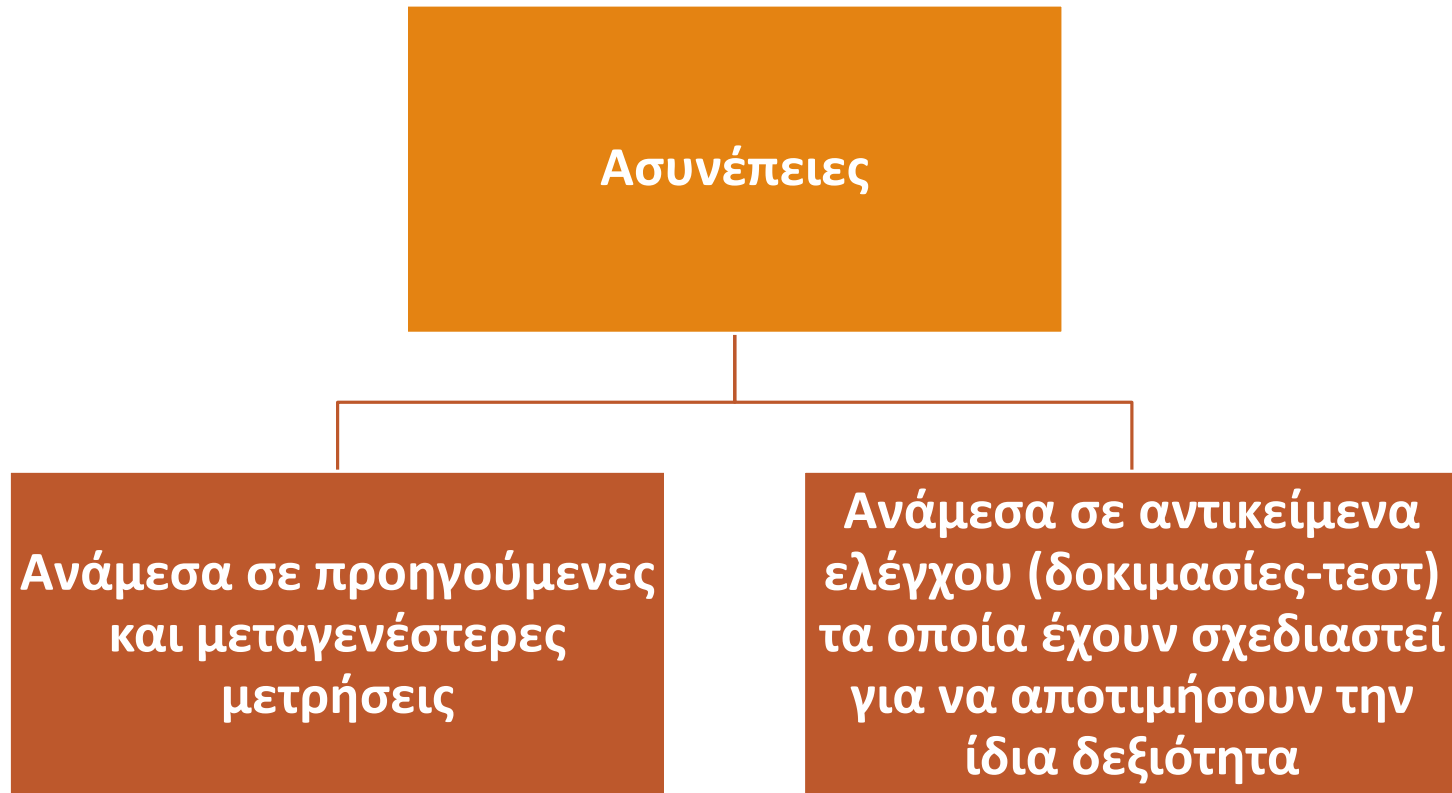 Ασυνέπειες
Ανάμεσα σε προηγούμενες
και μεταγενέστερες
μετρήσεις
Ανάμεσα σε αντικείμενα
ελέγχου (δοκιμασίες-τεστ)
τα οποία έχουν σχεδιαστεί
για να αποτιμήσουν την
ίδια δεξιότητα